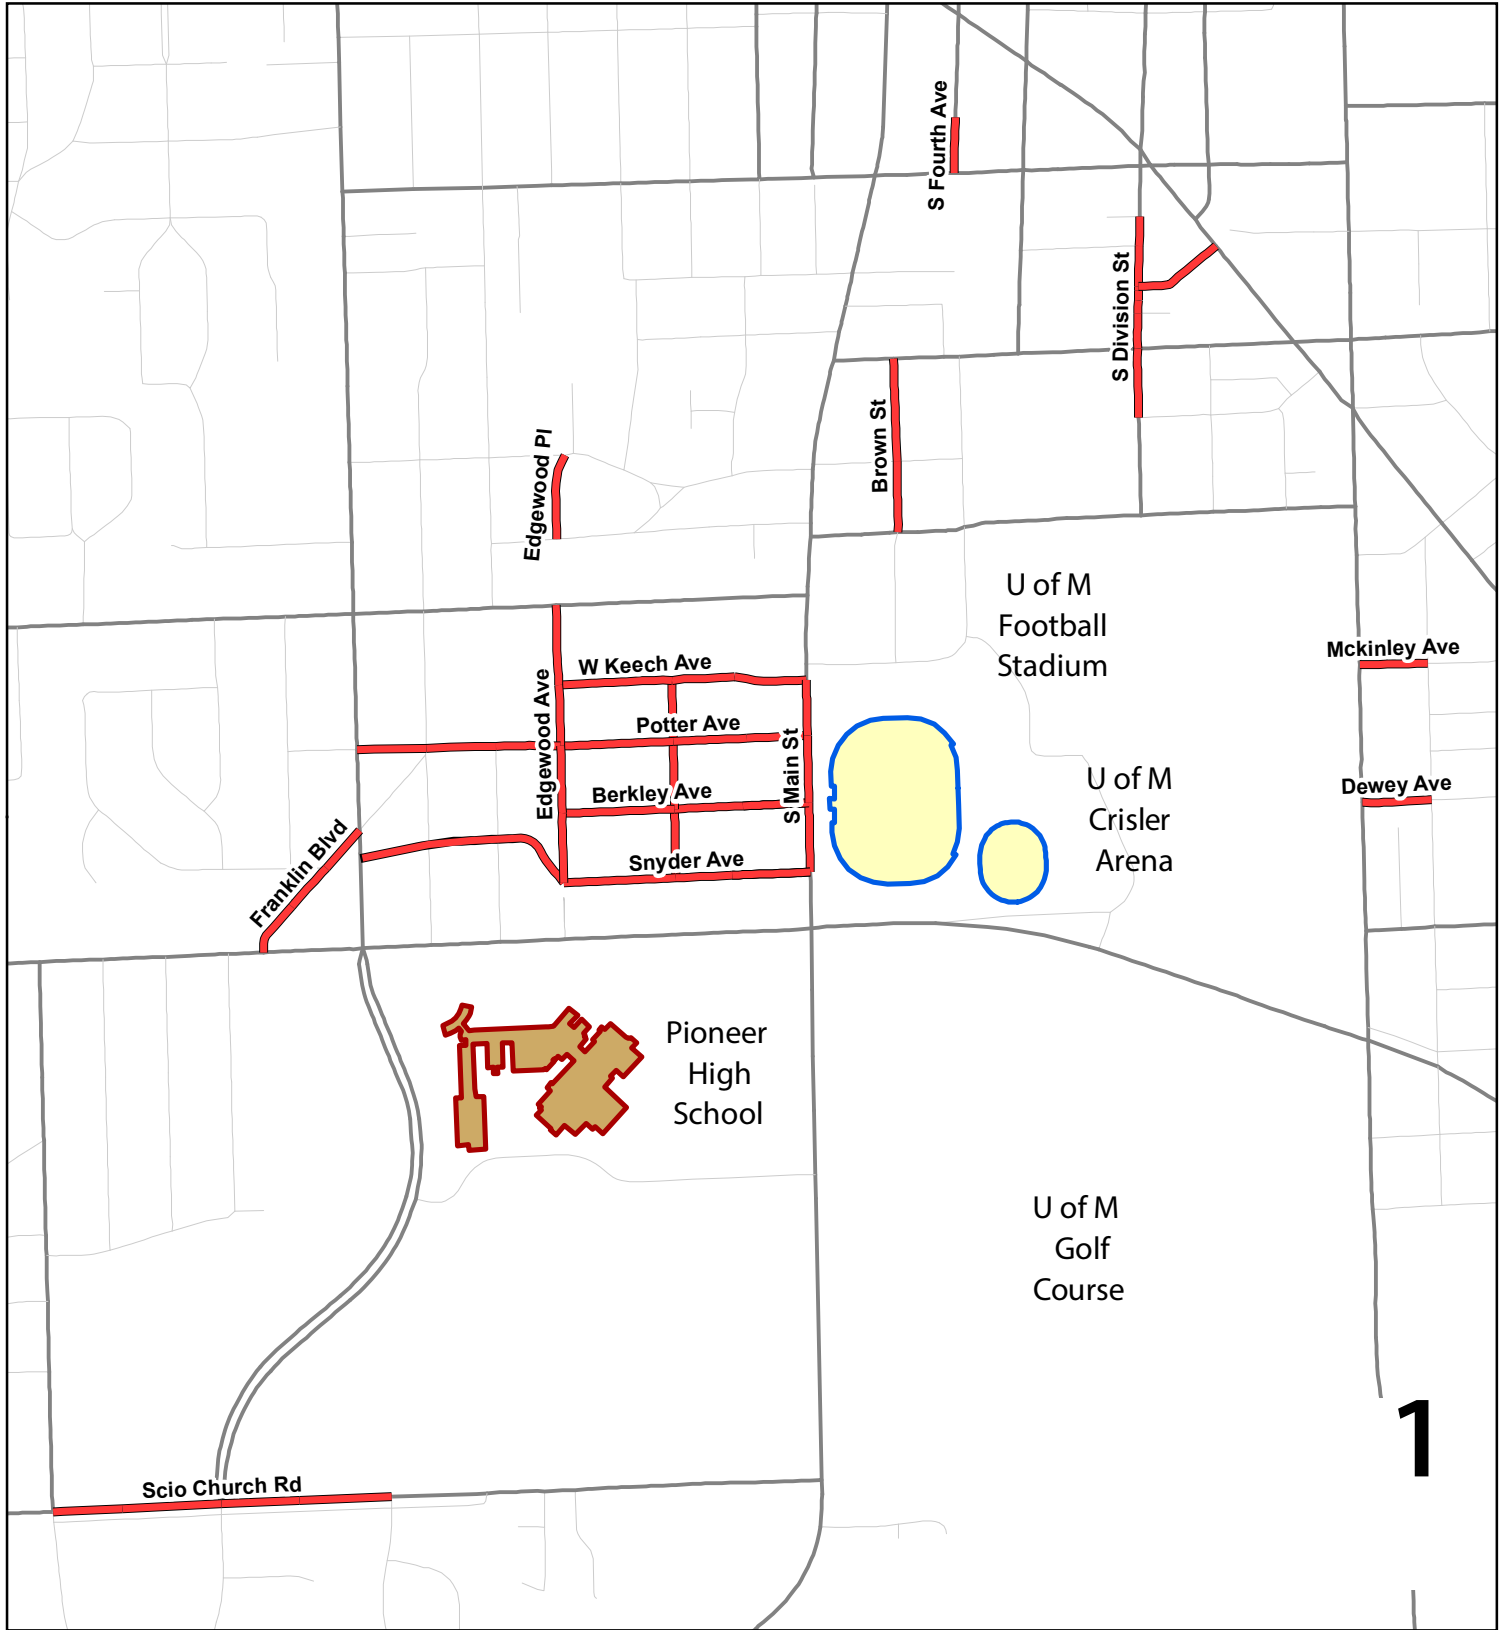 S Fourth Ave
S Division St
Brown St
Edgewood Pl
U of M
Football
Stadium
Mckinley Ave
W Keech Ave
Edgewood Ave
Potter Ave
S Main St
U of M
Crisler
Arena
Dewey Ave
Berkley Ave
Franklin Blvd
Snyder Ave
Pioneer
High
School
U of M
Golf
Course
1
Scio Church Rd